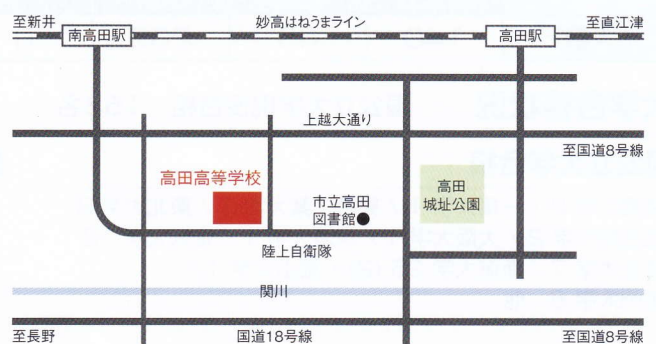 至新井
妙高はねうまライン
至直江津
南高田駅
高田駅
上越大通り
至国道8号線
高田高等学校
市立高田
図書館
高田
城址公園
陸上自衛隊
関川
至長野
国道18号線
至国道8号線